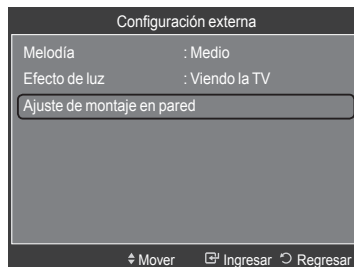 Configuración externa
Melodía : Medio
Efecto de luz : Viendo la TV
Ajuste de montaje en pared
Mover Ingresar Regresar